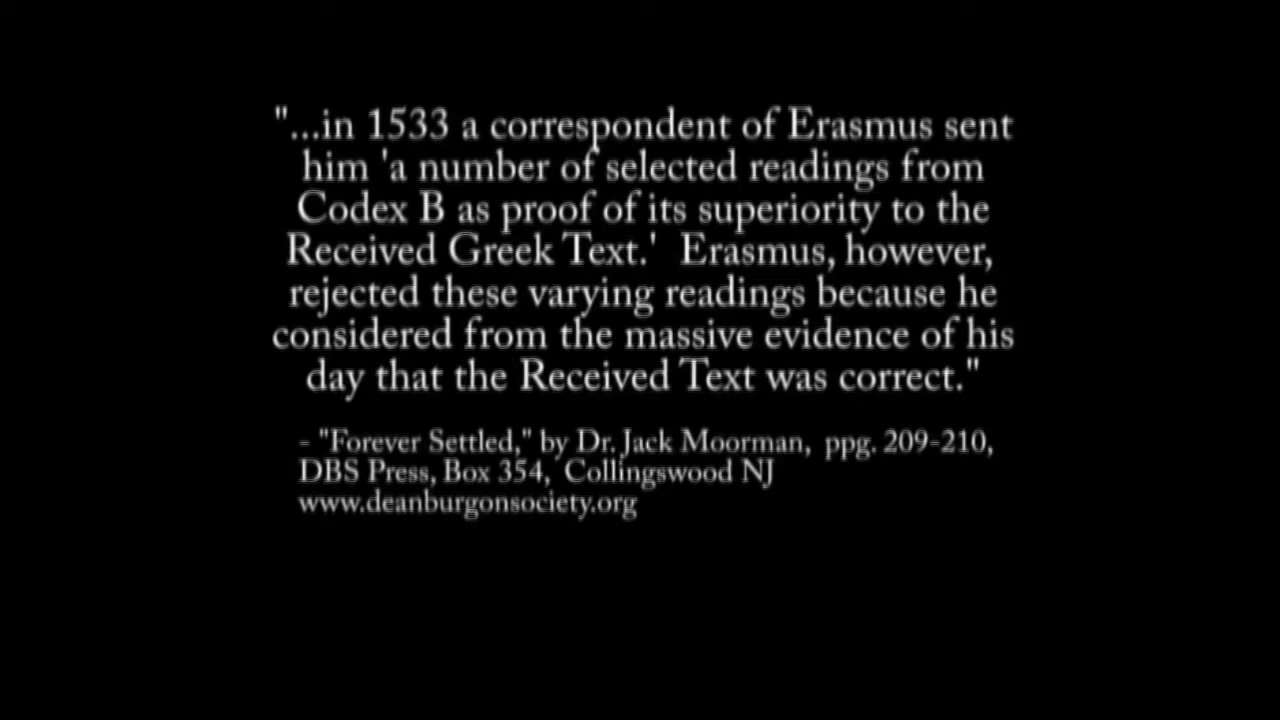 "...in 1533 a correspondent of Erasmus sent
him 'a number of selected readings from
Codex B as proof of its superiority to the
Received Greek Text.' Erasmus, however,
rejected these varying readings because he
considered from the massive evidence of his
day that the Received Text was correct."
- "Forever Settled," by Dr. Jack Moorman, ppg. 209-210,
DBS Press, Box 354, Collingswood NJ
www.deanburgonsociety.org